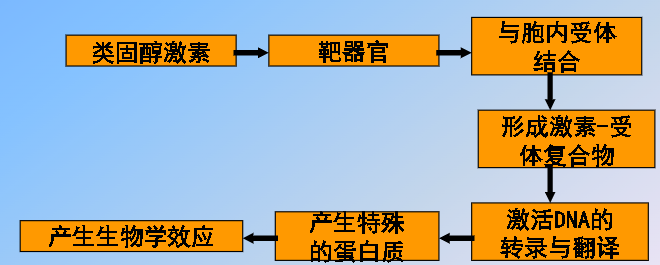 类固醇激素
靶器官
与胞内受体
结合
形成激素-受
体复合物
激活DNA的
转录与翻译
产生特殊
的蛋白质
产生生物学效应